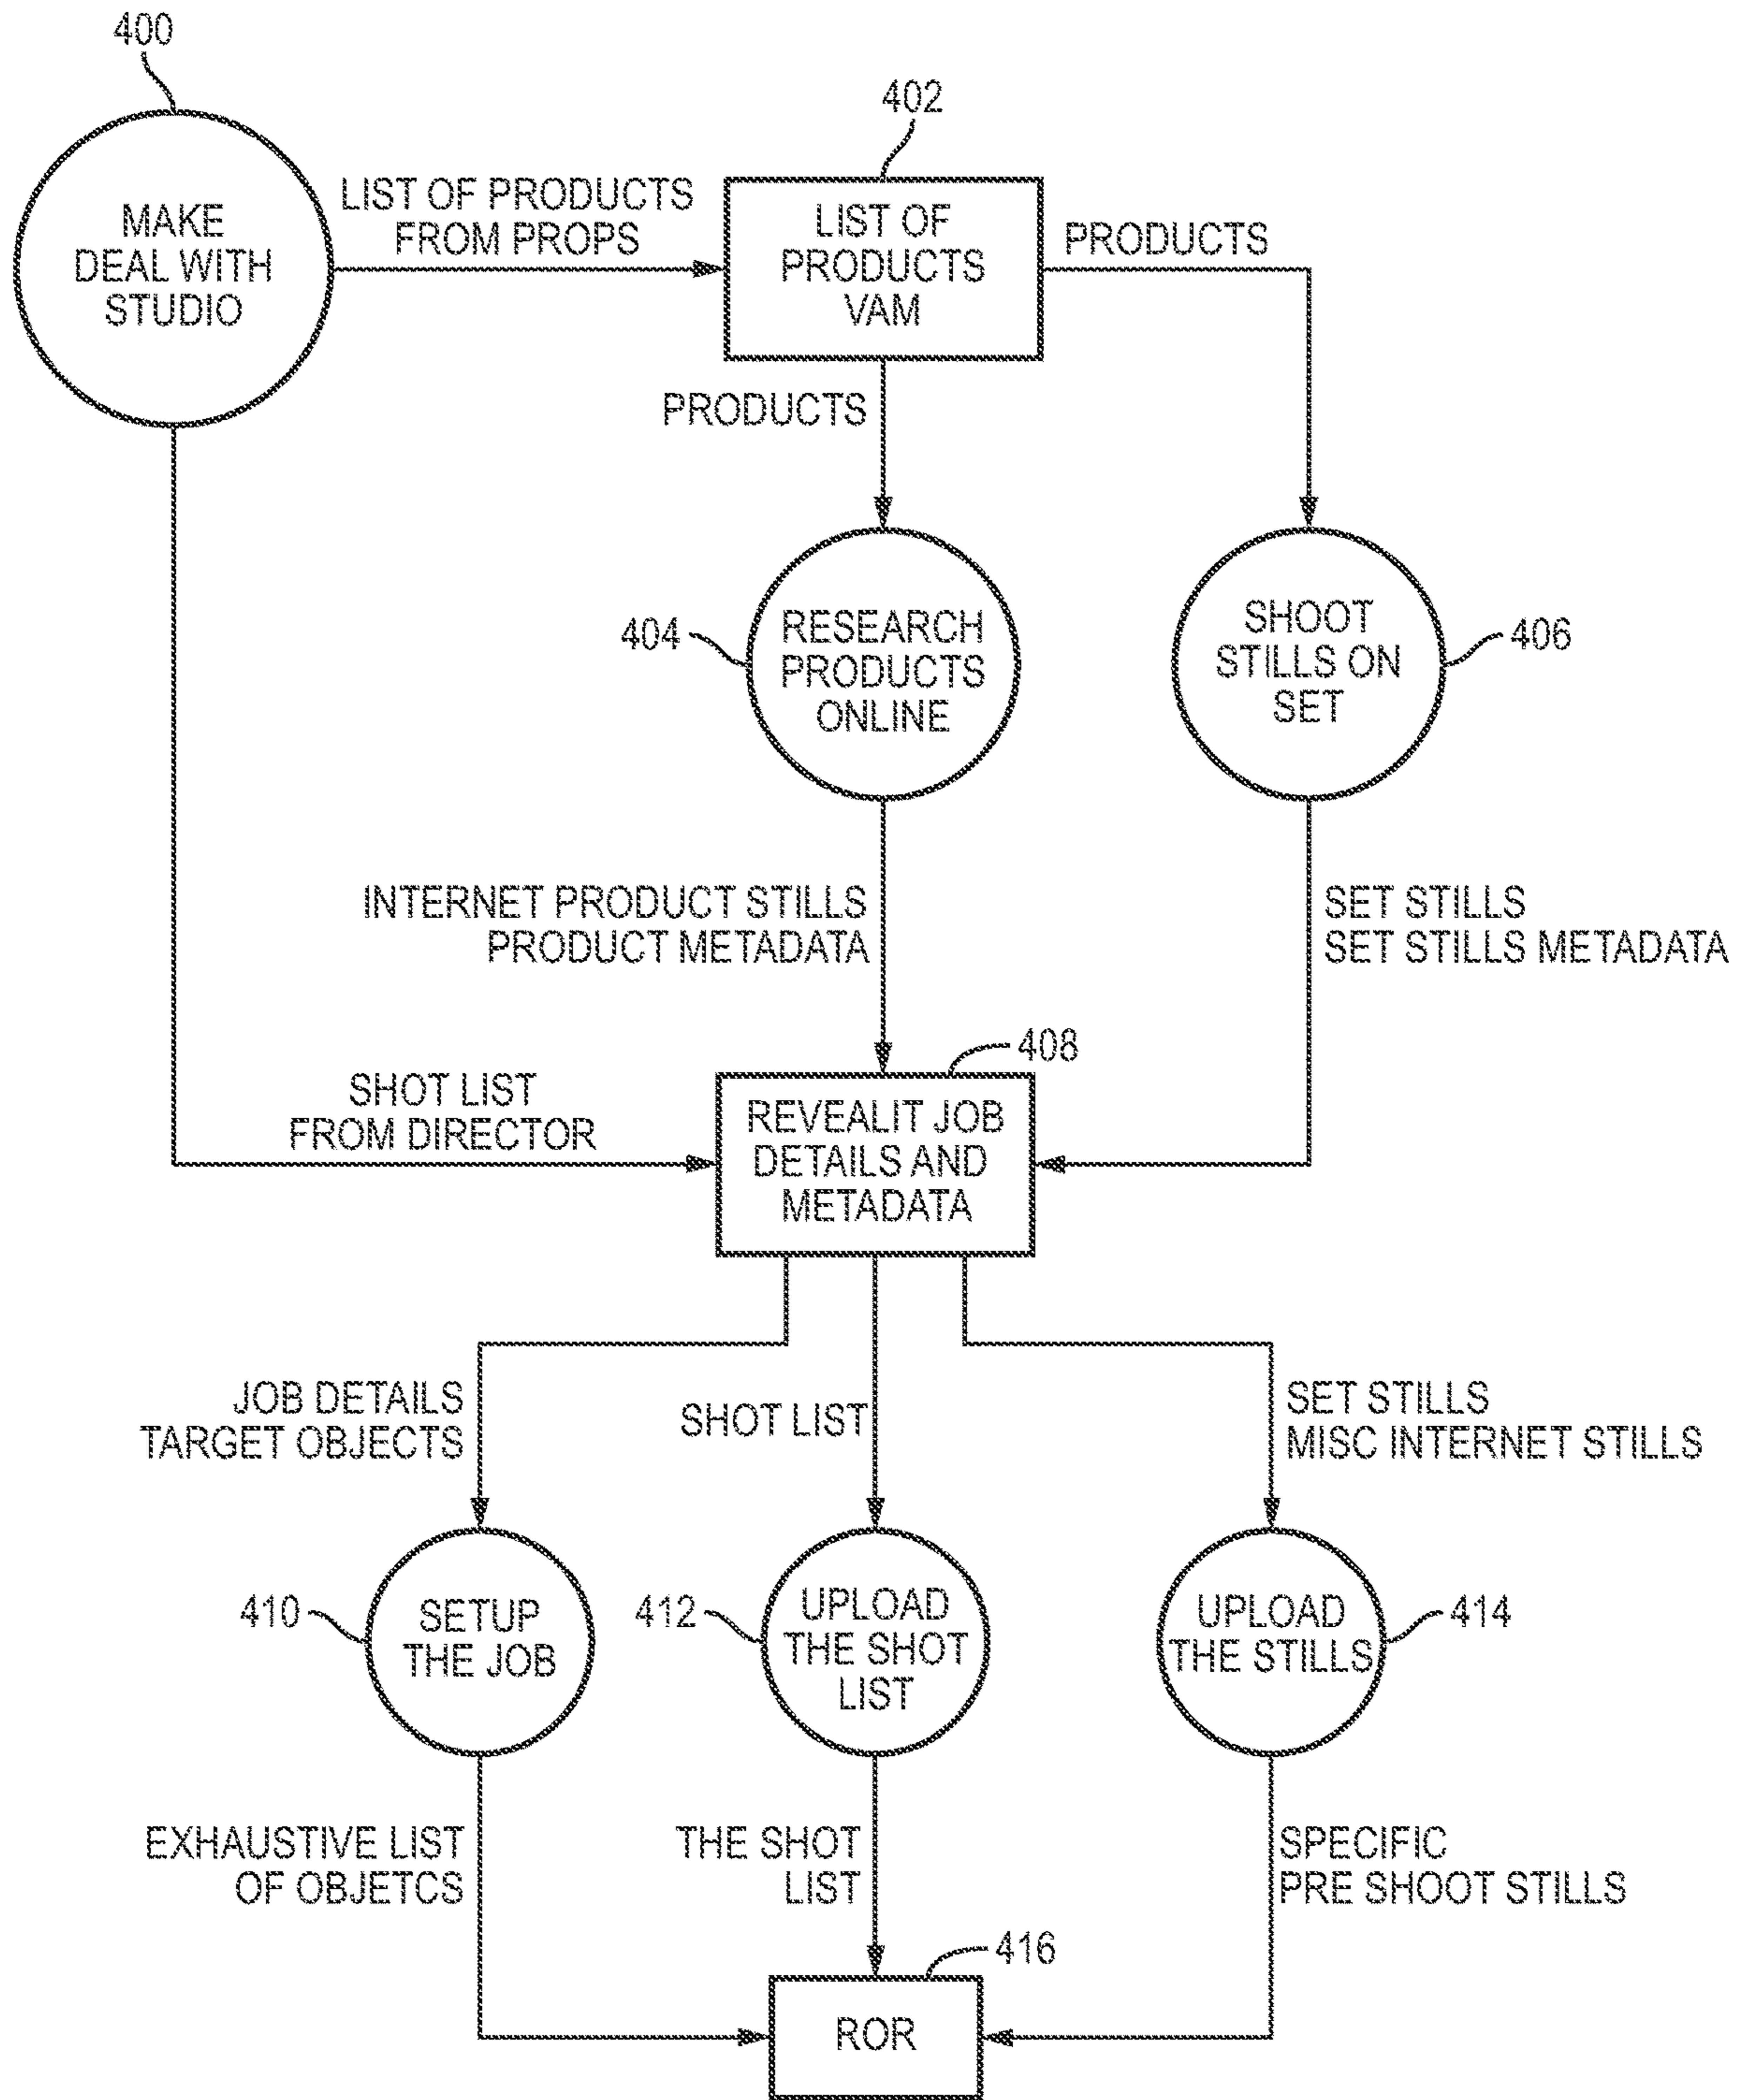 400
402
MAKE
DEAL WITH
STUDIO
LIST OF PRODUCTS
FROM PROPS
LIST OF
PRODUCTS
VAM
PRODUCTS
PRODUCTS
404
RESEARCH
PRODUCTS
ONLINE
SHOOT
STILLS ON
SET
406
INTERNET PRODUCT STILLS
PRODUCT METADATA
SET STILLS
SET STILLS METADATA
408
SHOT LIST
FROM DIRECTOR
REVEALIT JOB
DETAILS AND
METADATA
JOB DETAILS
TARGET OBJECTS
SHOT LIST
SET STILLS
MISC INTERNET STILLS
410
SETUP
THE JOB
412
UPLOAD
THE SHOT
LIST
UPLOAD
THE STILLS
414
EXHAUSTIVE LIST
OF OBJETCS
THE SHOT
LIST
SPECIFIC
PRE SHOOT STILLS
416
ROR